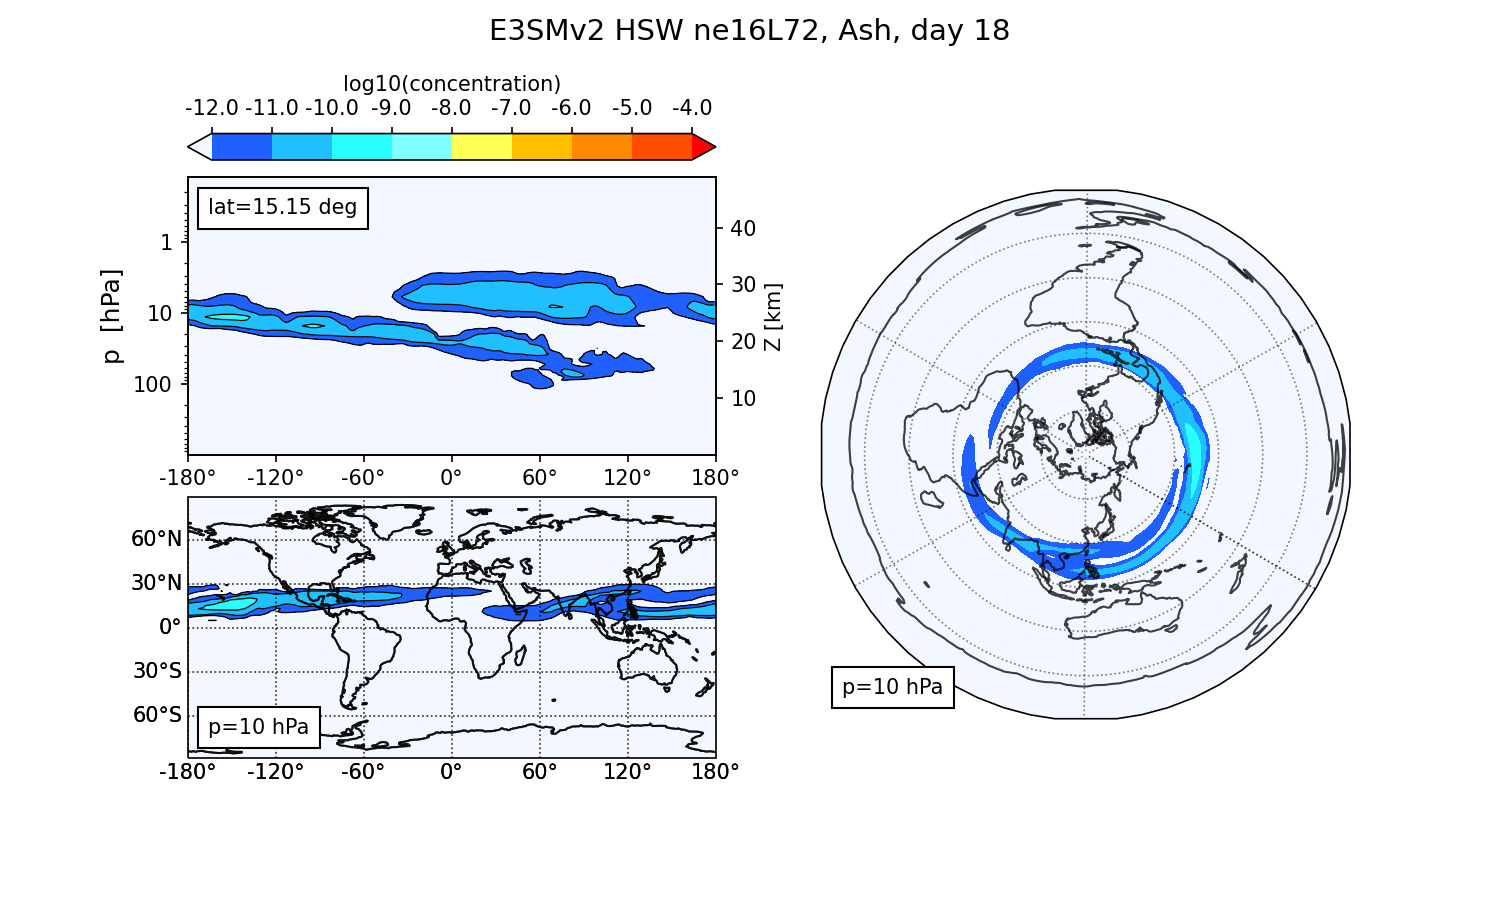 E3SMv2 HSW ne16L72, Ash, day 18
log10(concentration)
-12.0 -11.0 -10.0 -9.0 -8.0 -7.0 -6.0 -5.0 -4.0
lat=15.15 deg
p [hPa]
1
10
100
40
30
20
10
Z [km]
-180° -120° -60° 0° 60° 120° 180°
60°N
30°N
0°
30°S
60°S
p=10 hPa
-180° -120° -60° 0° 60° 120° 180°
p=10 hPa